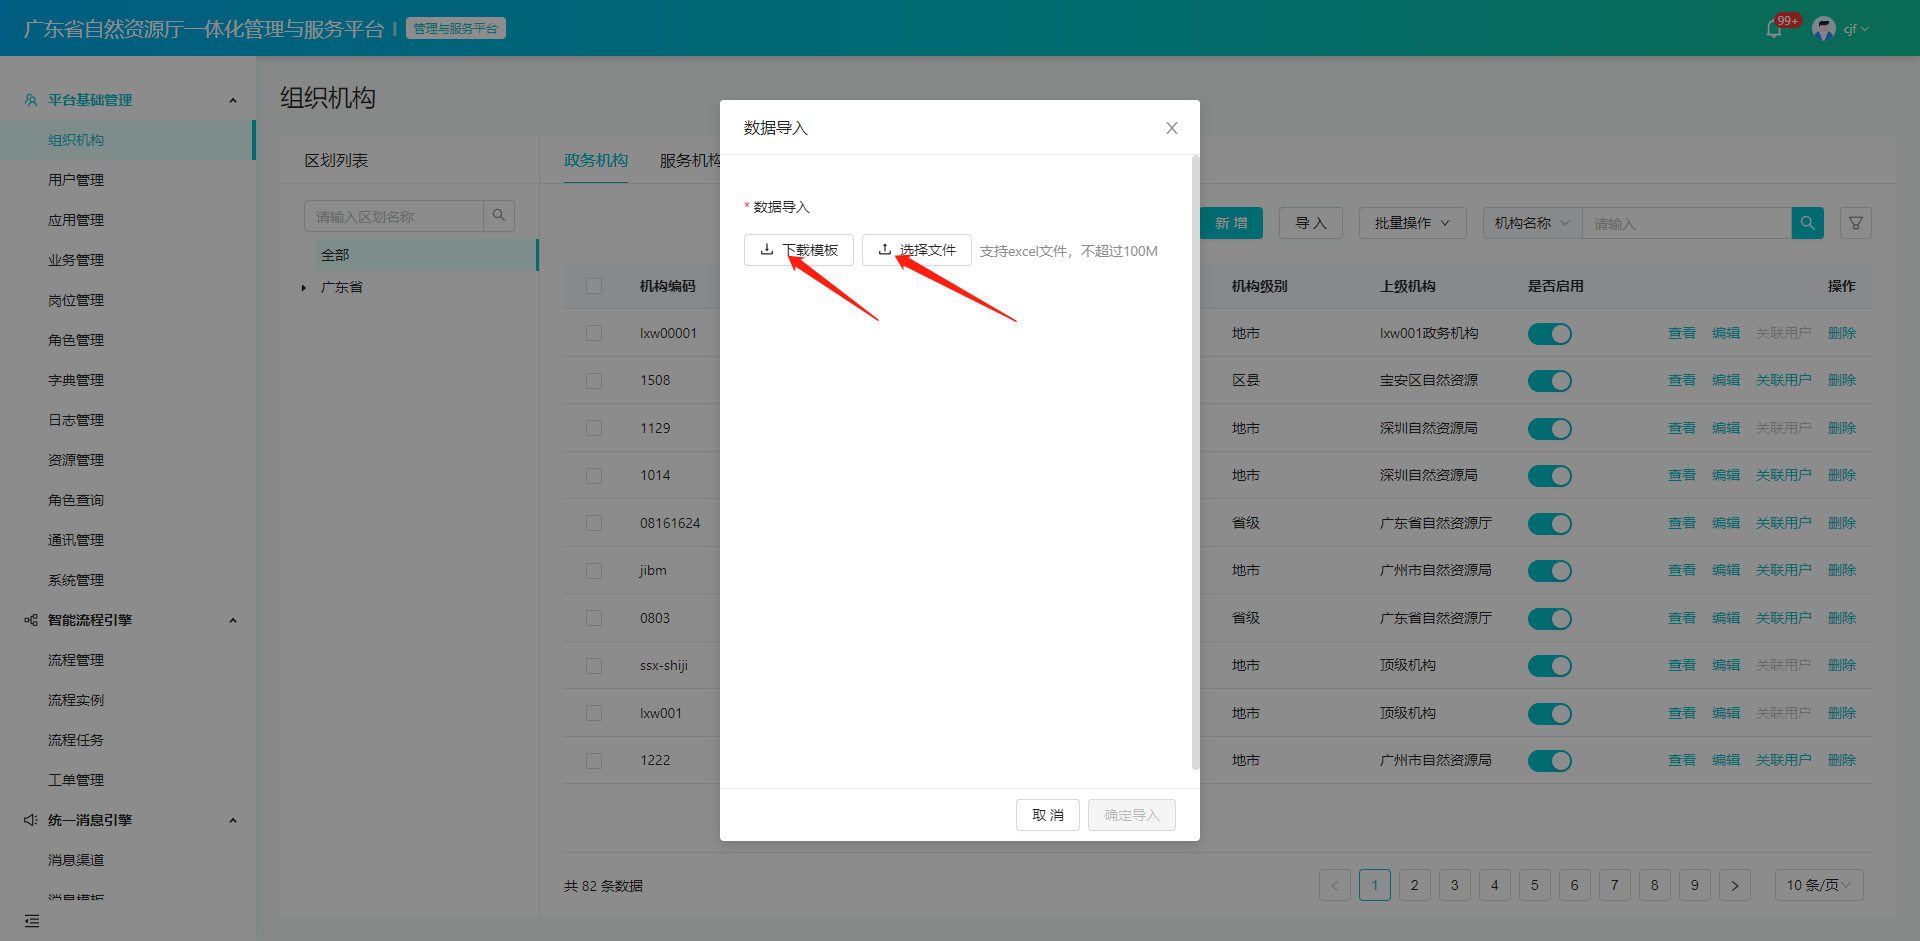 广东省自然资源厅一体化管理与服务平台 管理与服务平台
99+ cjf
平台基础管理
组织机构
用户管理
应用管理
业务管理
岗位管理
角色管理
字典管理
日志管理
资源管理
角色查询
通讯管理
系统管理
智能流程引擎
流程管理
流程实例
流程任务
工单管理
统一消息引擎
消息渠道
消息模板
组织机构
区划列表
请输入区划名称
全部
广东省
政务机构 服务机构
新 增 导 入 批量操作 机构名称 请输入
机构编码 机构级别 上级机构 是否启用 操作
lxw00001 地市 lxw001政务机构 查看 编辑 关联用户 删除
1508 区县 宝安区自然资源 查看 编辑 关联用户 删除
1129 地市 深圳自然资源局 查看 编辑 关联用户 删除
1014 地市 深圳自然资源局 查看 编辑 关联用户 删除
08161624 省级 广东省自然资源厅 查看 编辑 关联用户 删除
jibm 地市 广州市自然资源局 查看 编辑 关联用户 删除
0803 省级 广东省自然资源厅 查看 编辑 关联用户 删除
ssx-shiji 地市 顶级机构 查看 编辑 关联用户 删除
lxw001 地市 顶级机构 查看 编辑 关联用户 删除
1222 地市 广州市自然资源局 查看 编辑 关联用户 删除
共 82 条数据 < 1 2 3 4 5 6 7 8 9 > 10 条/页
数据导入
* 数据导入
下载模板 选择文件 支持excel文件，不超过100M
取 消 确定导入